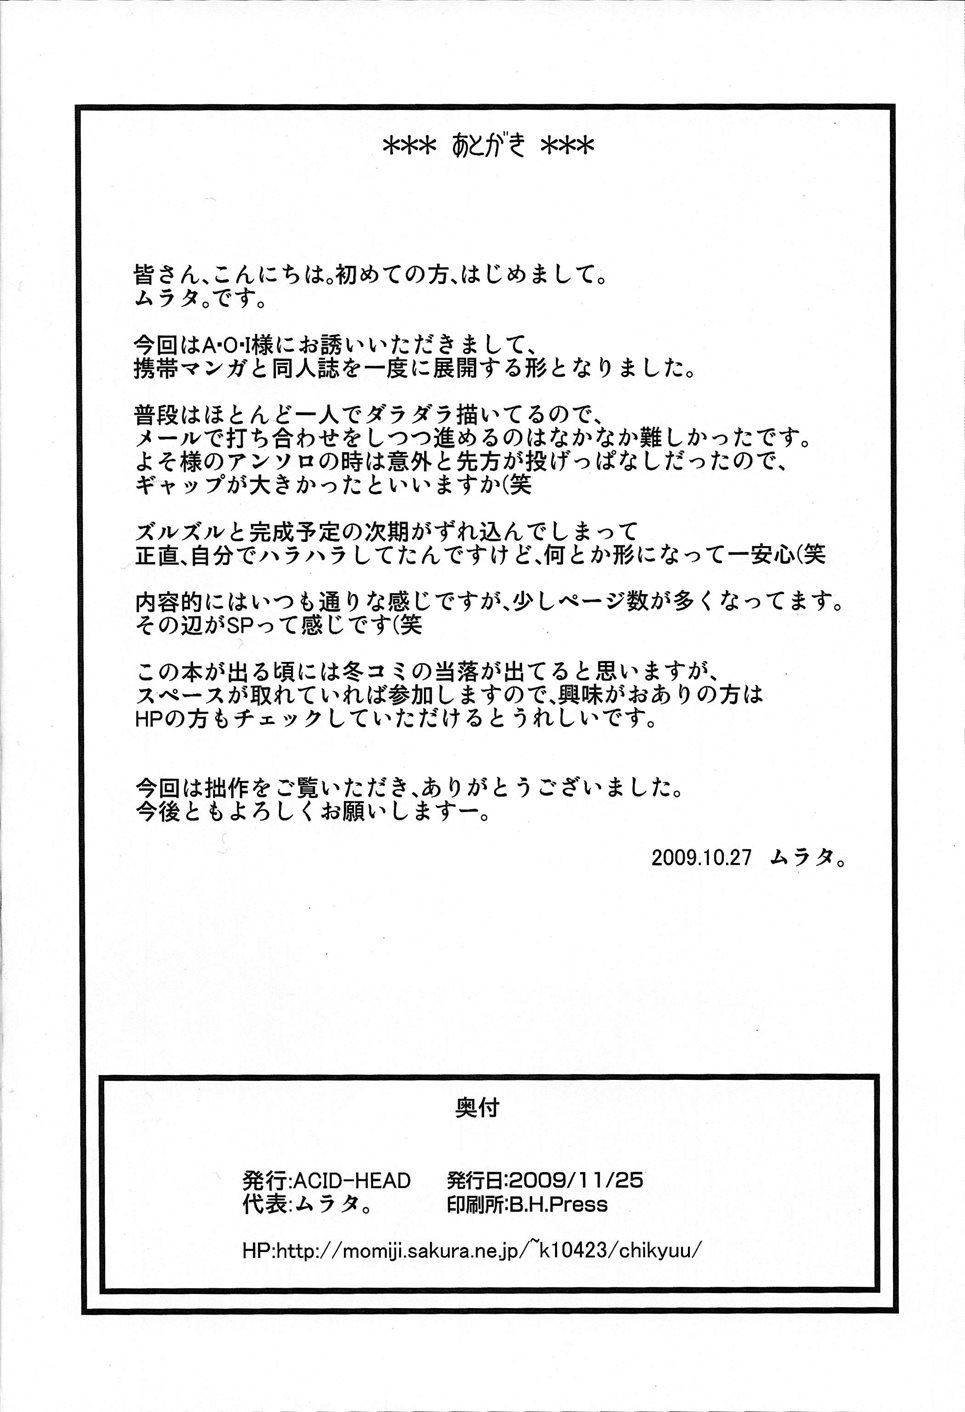 *** あとがき ***
皆さん、こんにちは。初めての方、はじめまして。
ムラタ。です。
今回はA・O・I様にお誘いいただきまして、
携帯マンガと同人誌を一度に展開する形となりました。
普段はほとんど一人でダラダラ描いてるので、
メールで打ち合わせをしつつ進めるのはなかなか難しかったです。
よそ様のアンソロの時は意外と先方が投げっぱなしだったので、
ギャップが大きかったといいますか(笑
ズルズルと完成予定の次期がずれ込んでしまって
正直、自分でハラハラしてたんですけど、何とか形になって一安心(笑
内容的にはいつも通りな感じですが、少しページ数が多くなってます。
その辺がSPって感じです(笑
この本が出る頃には冬コミの当落が出てると思いますが、
スペースが取れていれば参加しますので、興味がおありの方は
HPの方もチェックしていただけるとうれしいです。
今回は拙作をご覧いただき、ありがとうございました。
今後ともよろしくお願いしますー。
2009.10.27 ムラタ。
奥付
発行:ACID-HEAD 発行日:2009/11/25
代表:ムラタ。 印刷所:B.H.Press
HP:http://momiji.sakura.ne.jp/~k10423/chikyuu/